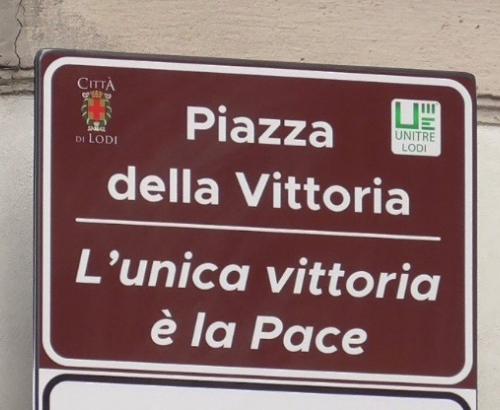 CITTÀ
DI LODI
UNITRE
LODI
Piazza
della Vittoria
L'unica vittoria
è la Pace